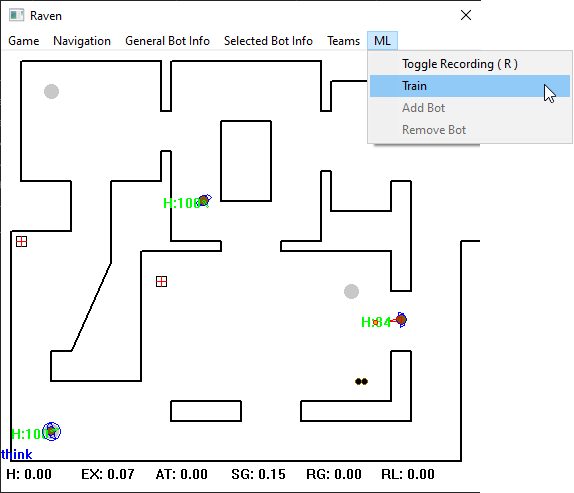 Raven
Game Navigation General Bot Info Selected Bot Info Teams ML
Toggle Recording ( R )
Train
Add Bot
Remove Bot
H:100
H:84
H:100
think
H: 0.00 EX: 0.07 AT: 0.00 SG: 0.15 RG: 0.00 RL: 0.00